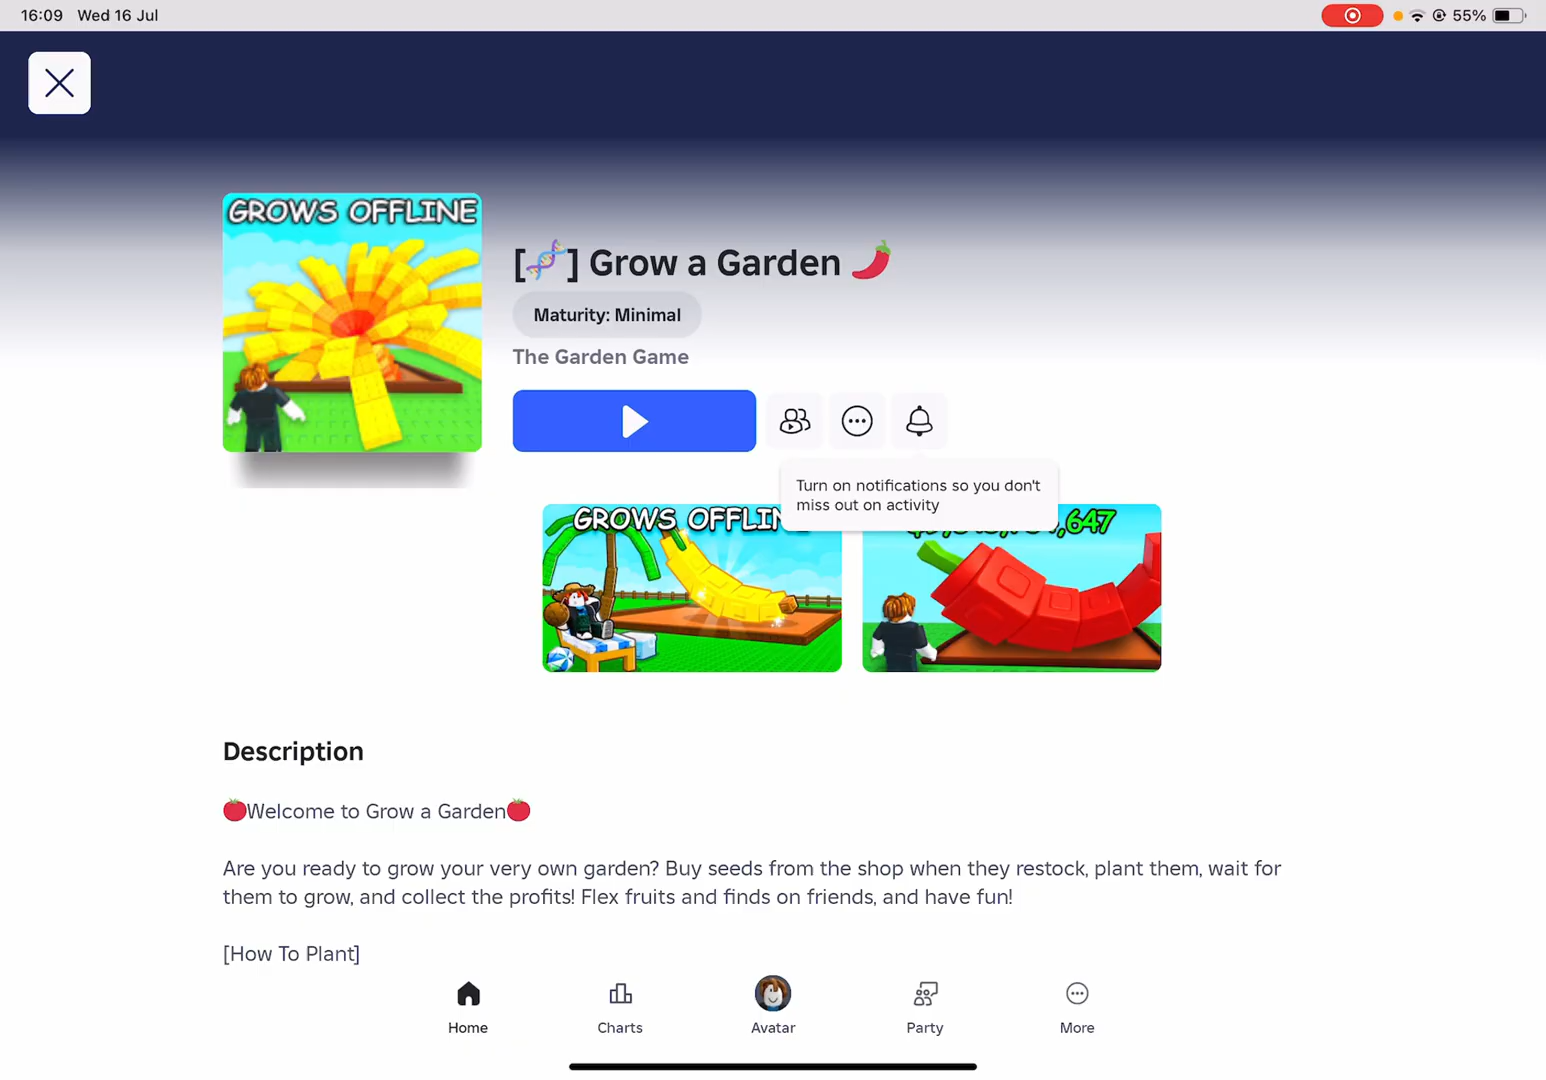 16:09 Wed 16 Jul
55%
GROWS OFFLINE
[🧬] Grow a Garden 🌶️
Maturity: Minimal
The Garden Game
Turn on notifications so you don't
miss out on activity
GROWS
,647
Description
🍅Welcome to Grow a Garden🍅
Are you ready to grow your very own garden? Buy seeds from the shop when they restock, plant them, wait for
them to grow, and collect the profits! Flex fruits and finds on friends, and have fun!
[How To Plant]
Home
Charts
Avatar
Party
More